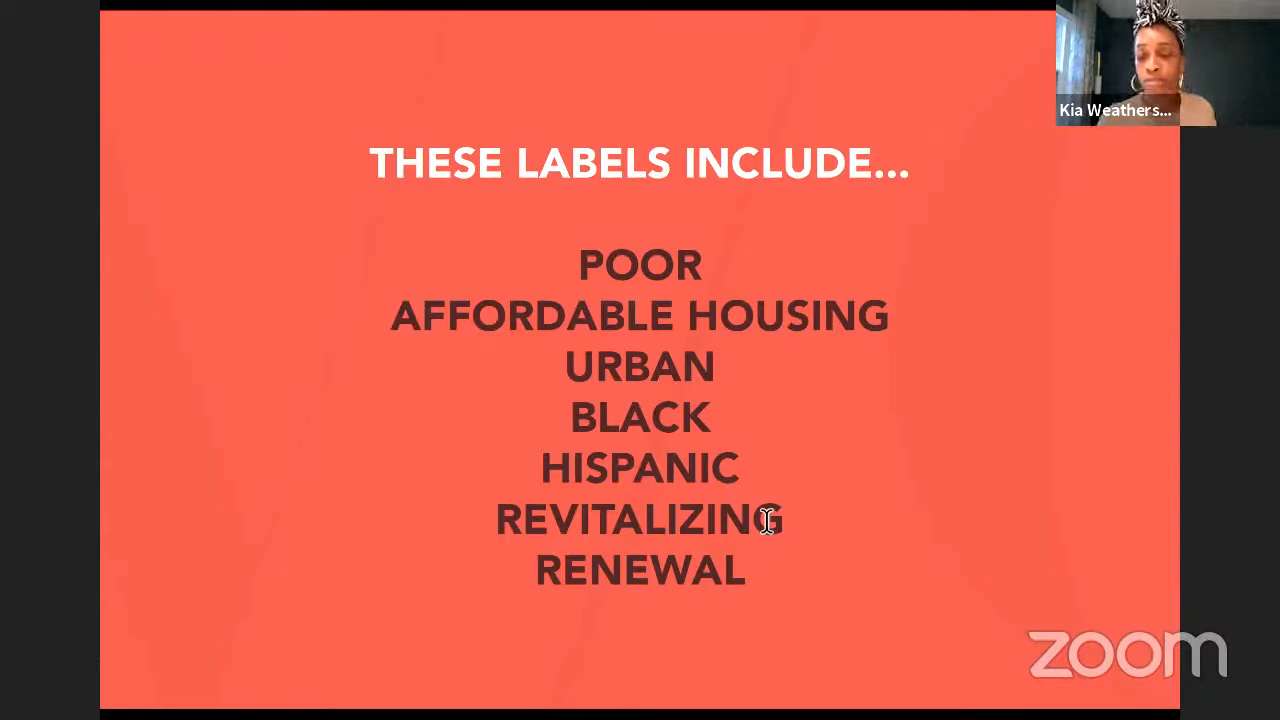 Kia Weathers...
THESE LABELS INCLUDE...
POOR
AFFORDABLE HOUSING
URBAN
BLACK
HISPANIC
REVITALIZING
RENEWAL
zoom